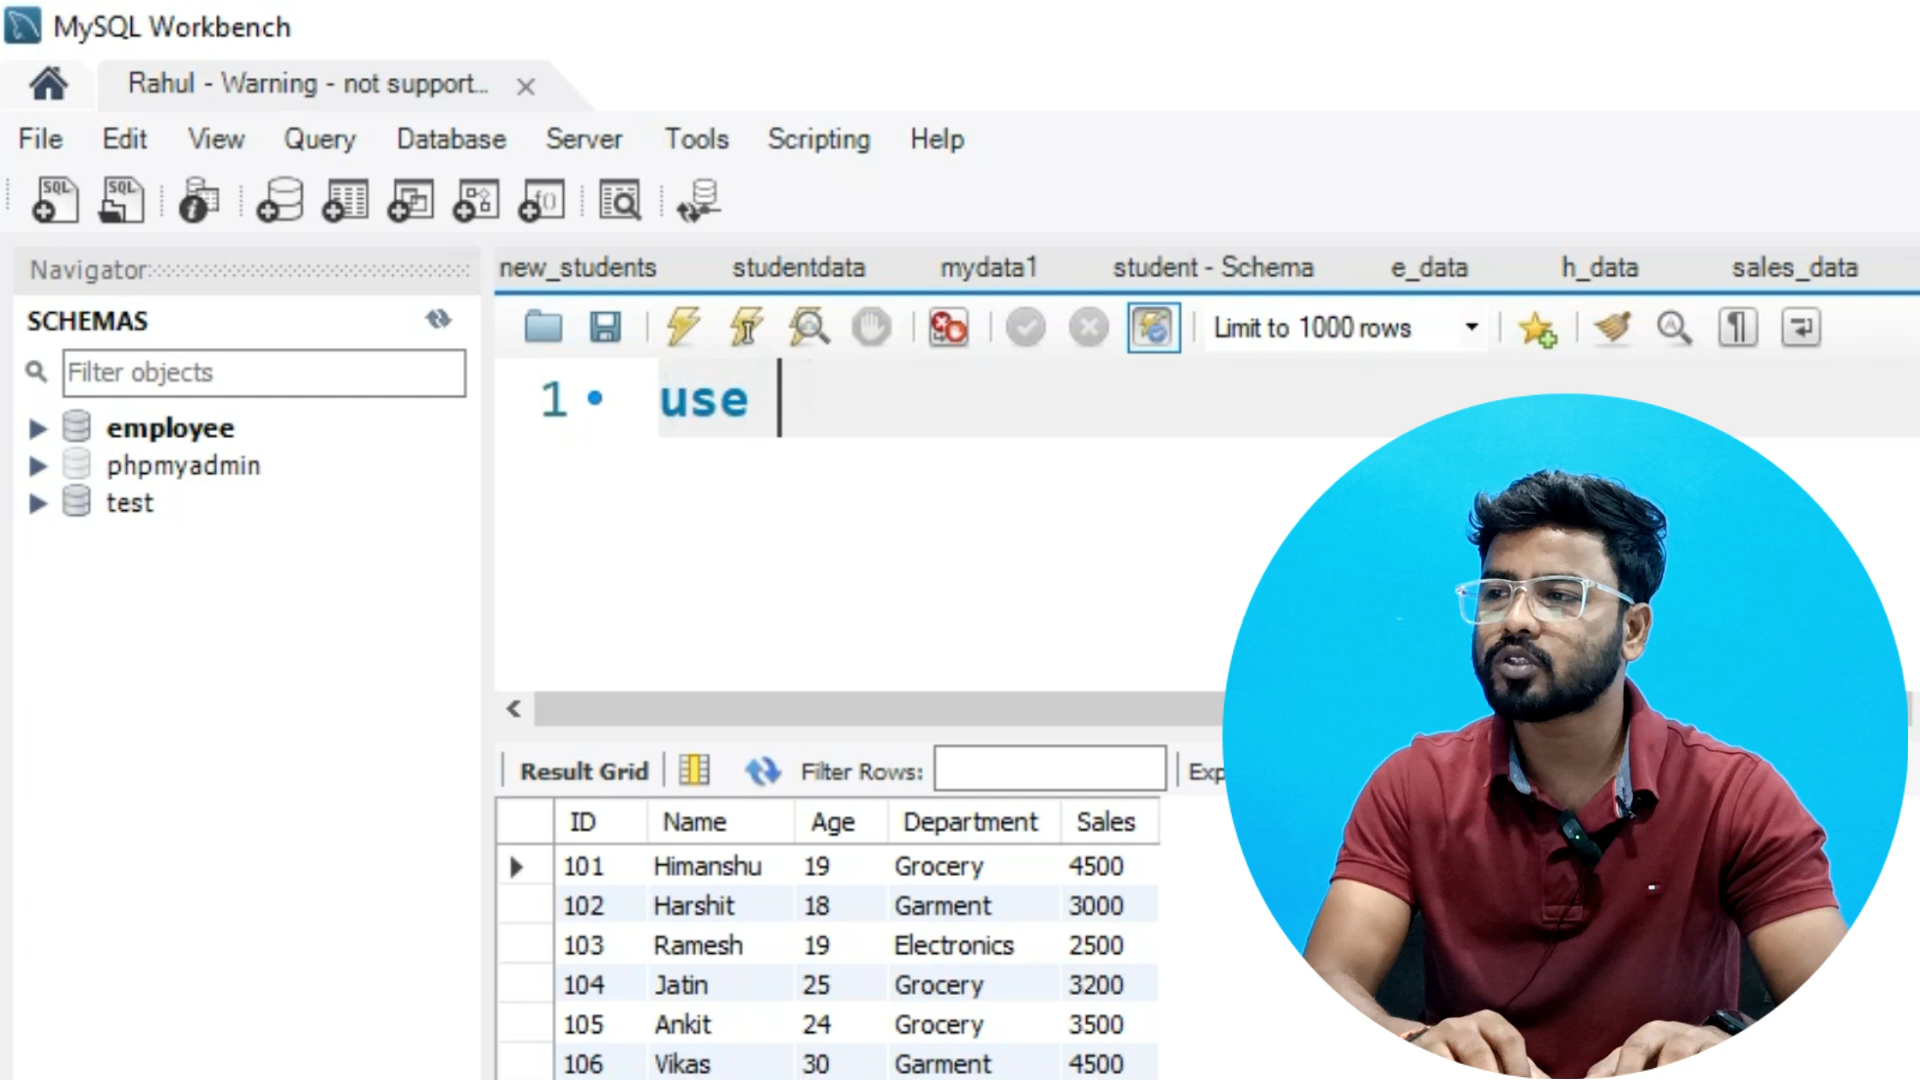 MySQL Workbench
Rahul - Warning - not support...
File Edit View Query Database Server Tools Scripting Help
SQL SQL f()
Navigator
new_students studentdata mydata1 student - Schema e_data h_data sales_data
SCHEMAS
Limit to 1000 rows
Filter objects
1 use
employee
phpmyadmin
test
Result Grid Filter Rows: Exp
ID Name Age Department Sales
101 Himanshu 19 Grocery 4500
102 Harshit 18 Garment 3000
103 Ramesh 19 Electronics 2500
104 Jatin 25 Grocery 3200
105 Ankit 24 Grocery 3500
106 Vikas 30 Garment 4500